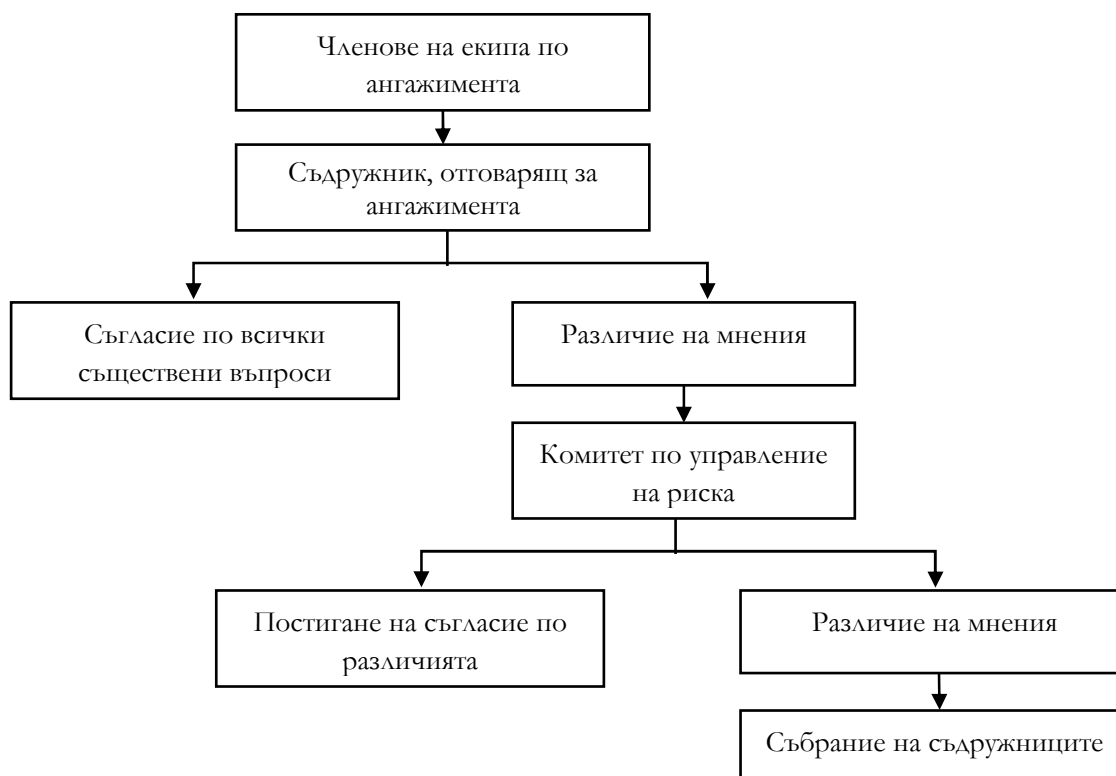 Членове на екипа по
ангажимента
Съдружник, отговарящ за
ангажимента
Съгласие по всички
съществени въпроси
Различие на мнения
Комитет по управление
на риска
Постигане на съгласие по
различията
Различие на мнения
Събрание на съдружниците